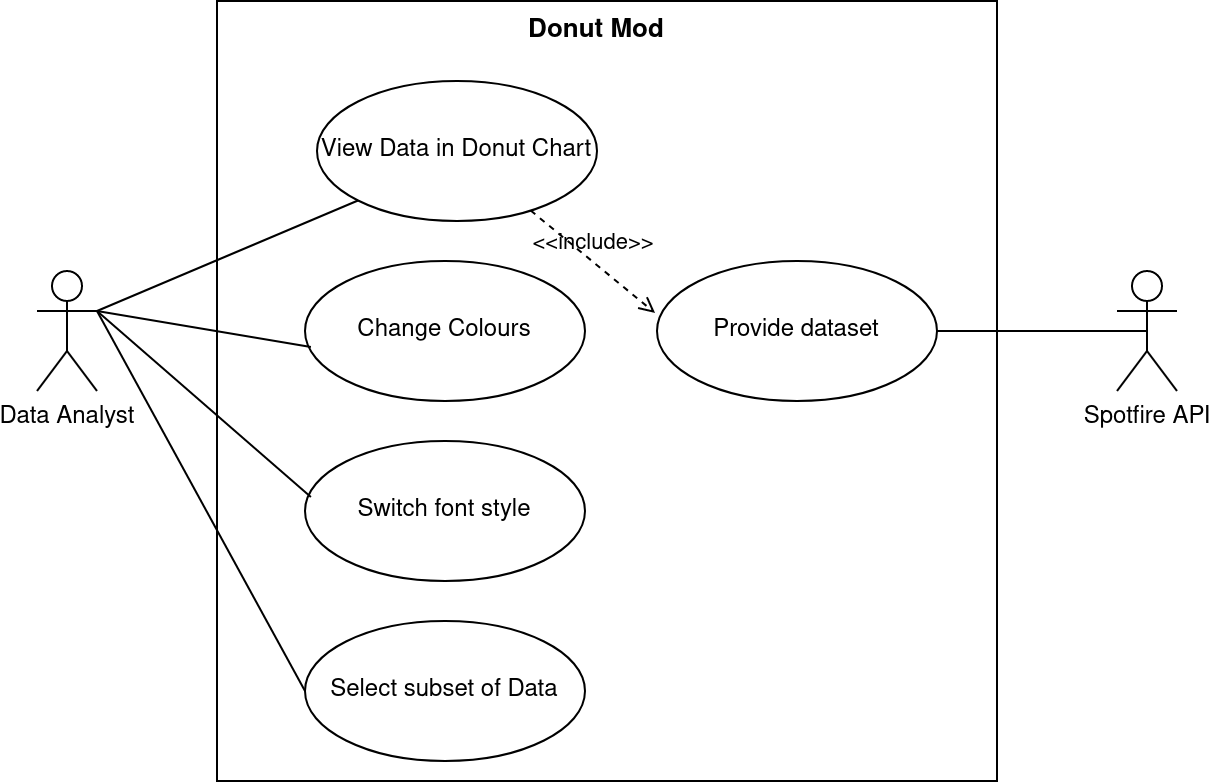 Donut Mod
View Data in Donut Chart
<<include>>
Change Colours
Provide dataset
Data Analyst
Spotfire API
Switch font style
Select subset of Data